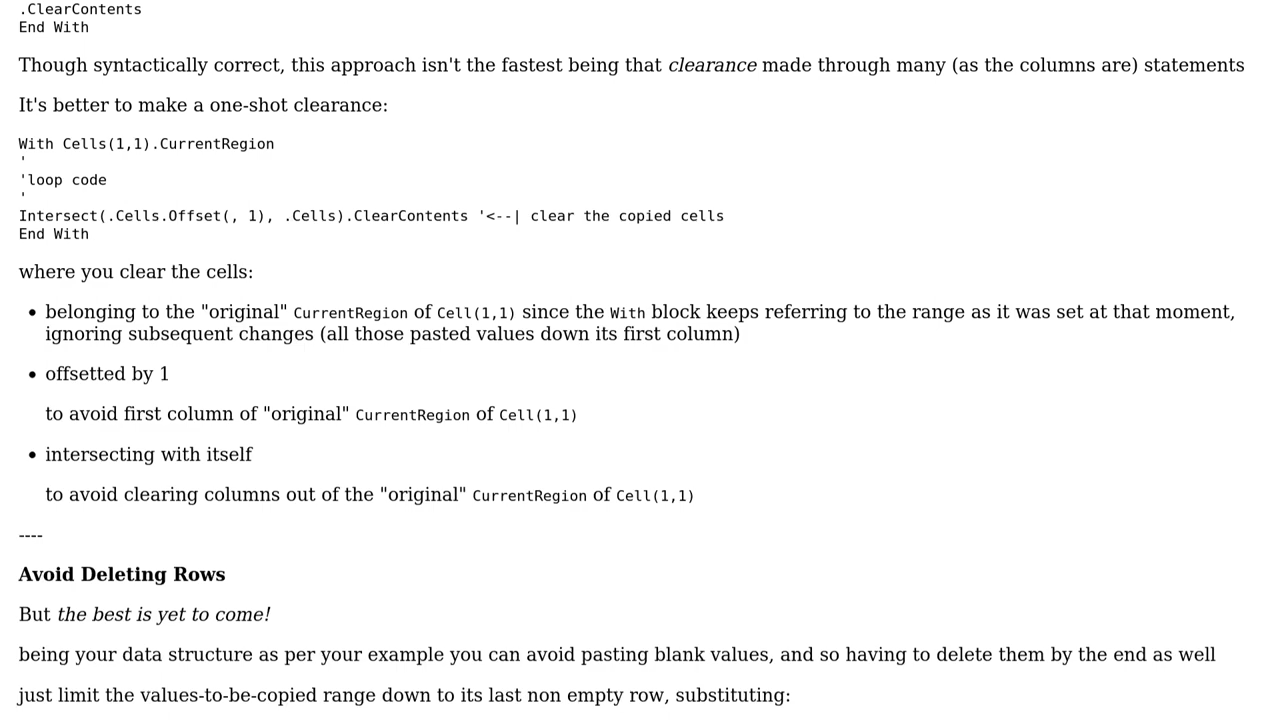 .ClearContents
End With
Though syntactically correct, this approach isn't the fastest being that clearance made through many (as the columns are) statements
It's better to make a one-shot clearance:
With Cells(1,1).CurrentRegion
'
'loop code
'
Intersect(.Cells.Offset(, 1), .Cells).ClearContents '<--| clear the copied cells
End With
where you clear the cells:
• belonging to the "original" CurrentRegion of Cell(1,1) since the With block keeps referring to the range as it was set at that moment,
ignoring subsequent changes (all those pasted values down its first column)
• offsetted by 1
to avoid first column of "original" CurrentRegion of Cell(1,1)
• intersecting with itself
to avoid clearing columns out of the "original" CurrentRegion of Cell(1,1)
----
Avoid Deleting Rows
But the best is yet to come!
being your data structure as per your example you can avoid pasting blank values, and so having to delete them by the end as well
just limit the values-to-be-copied range down to its last non empty row, substituting: